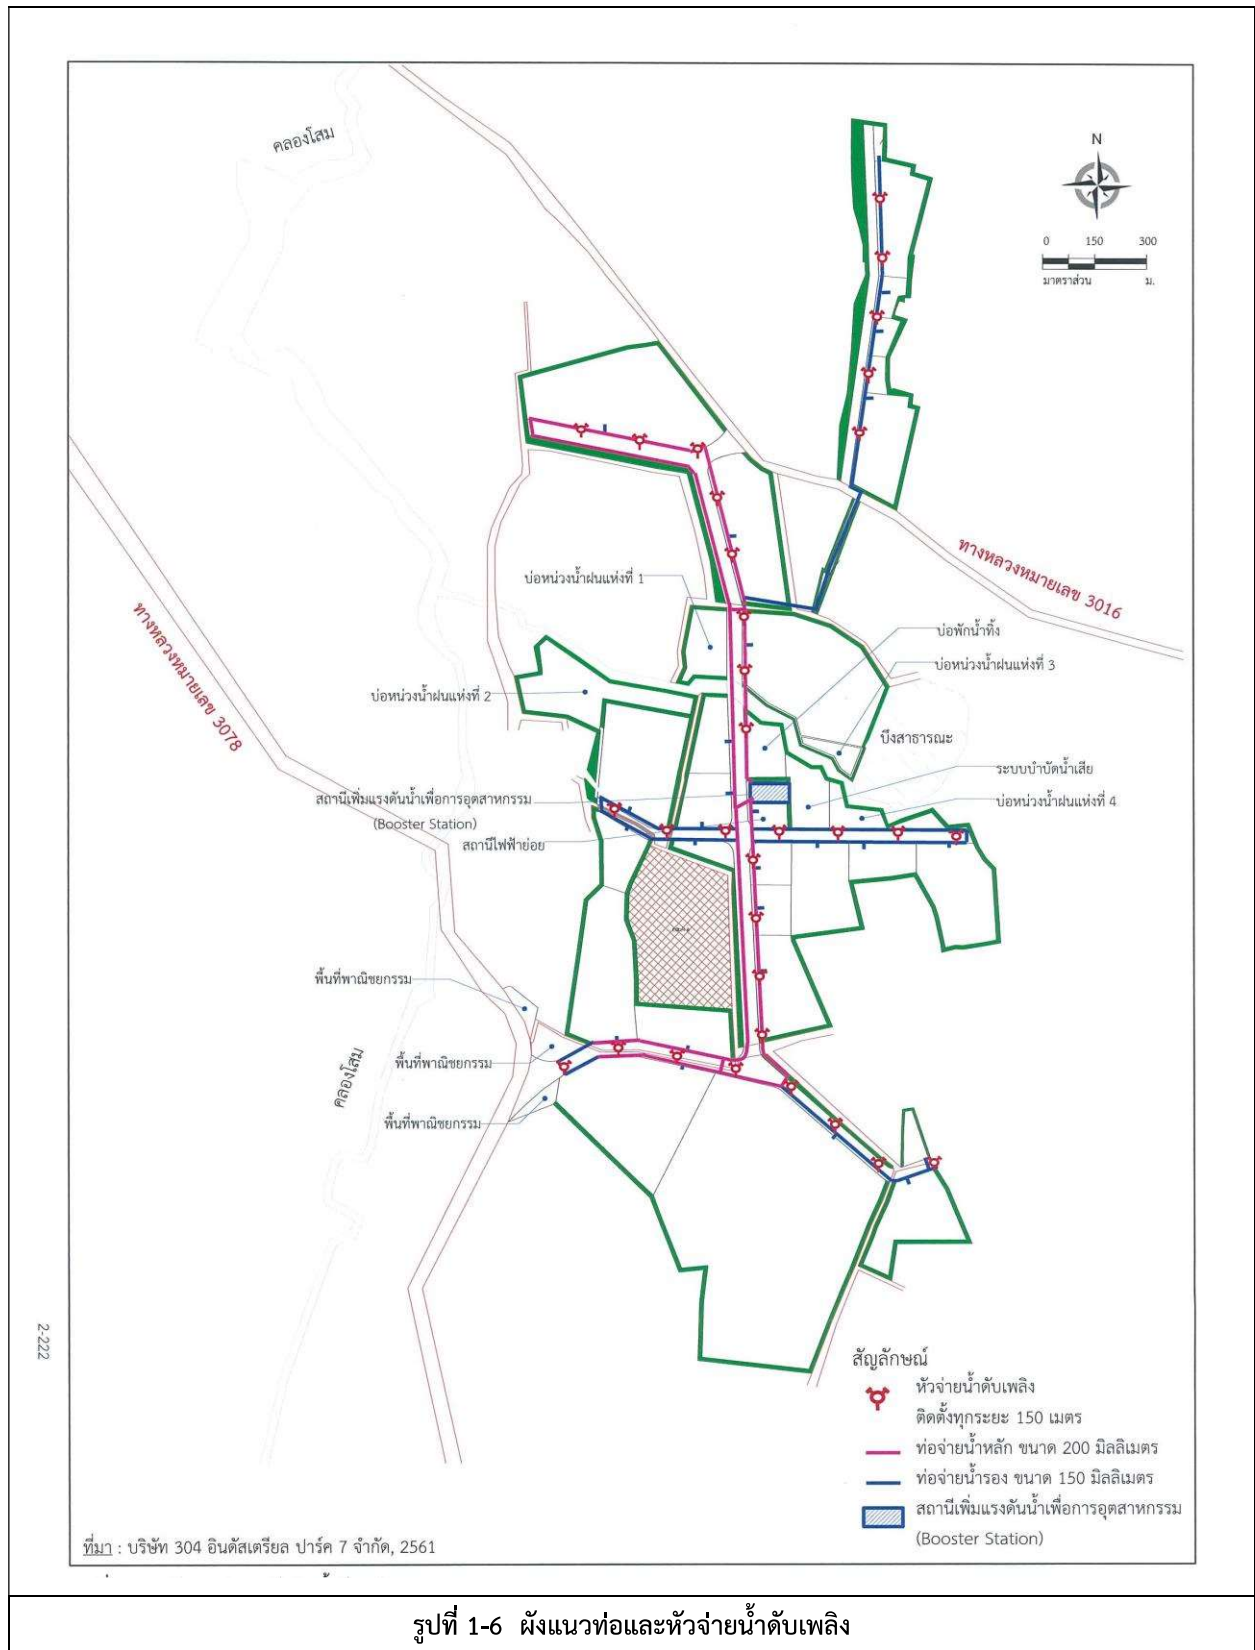 คลองโสม
N
0 150 300
มาตราส่วน ม.
ทางหลวงหมายเลข 3016
บ่อหน่วงน้ำฝนแห่งที่ 1
บ่อพักน้ำทิ้ง
บ่อหน่วงน้ำฝนแห่งที่ 3
ทางหลวงหมายเลข 3078
บ่อหน่วงน้ำฝนแห่งที่ 2
บึงสาธารณะ
ระบบบำบัดน้ำเสีย
สถานีเพิ่มแรงดันน้ำเพื่อการอุตสาหกรรม
(Booster Station)
บ่อหน่วงน้ำฝนแห่งที่ 4
สถานีไฟฟ้าย่อย
พื้นที่พาณิชยกรรม
พื้นที่พาณิชยกรรม
คลองโสม
พื้นที่พาณิชยกรรม
2-222
สัญลักษณ์
หัวจ่ายน้ำดับเพลิง
ติดตั้งทุกระยะ 150 เมตร
ท่อจ่ายน้ำหลัก ขนาด 200 มิลลิเมตร
ท่อจ่ายน้ำรอง ขนาด 150 มิลลิเมตร
สถานีเพิ่มแรงดันน้ำเพื่อการอุตสาหกรรม
(Booster Station)
ที่มา : บริษัท 304 อินดัสเตรียล ปาร์ค 7 จำกัด, 2561
รูปที่ 1-6 ผังแนวท่อและหัวจ่ายน้ำดับเพลิง